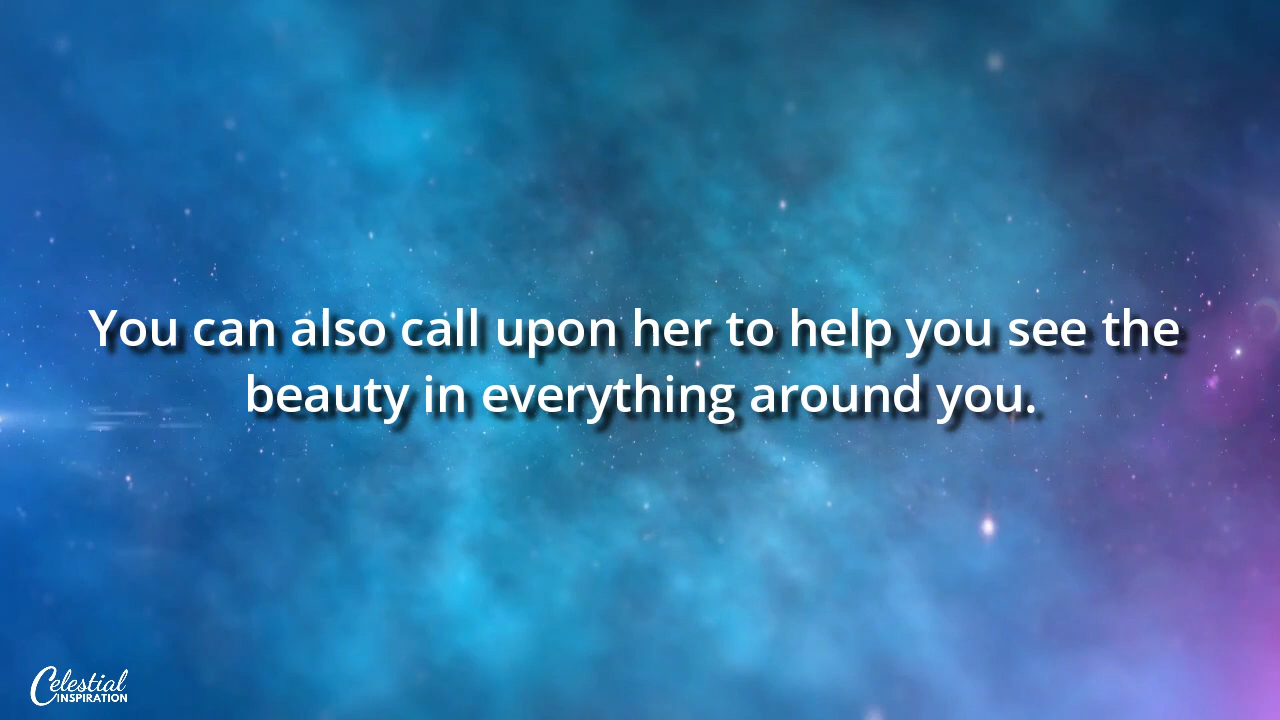 You can also call upon her to help you see the
beauty in everything around you.
Celestial
INSPIRATION